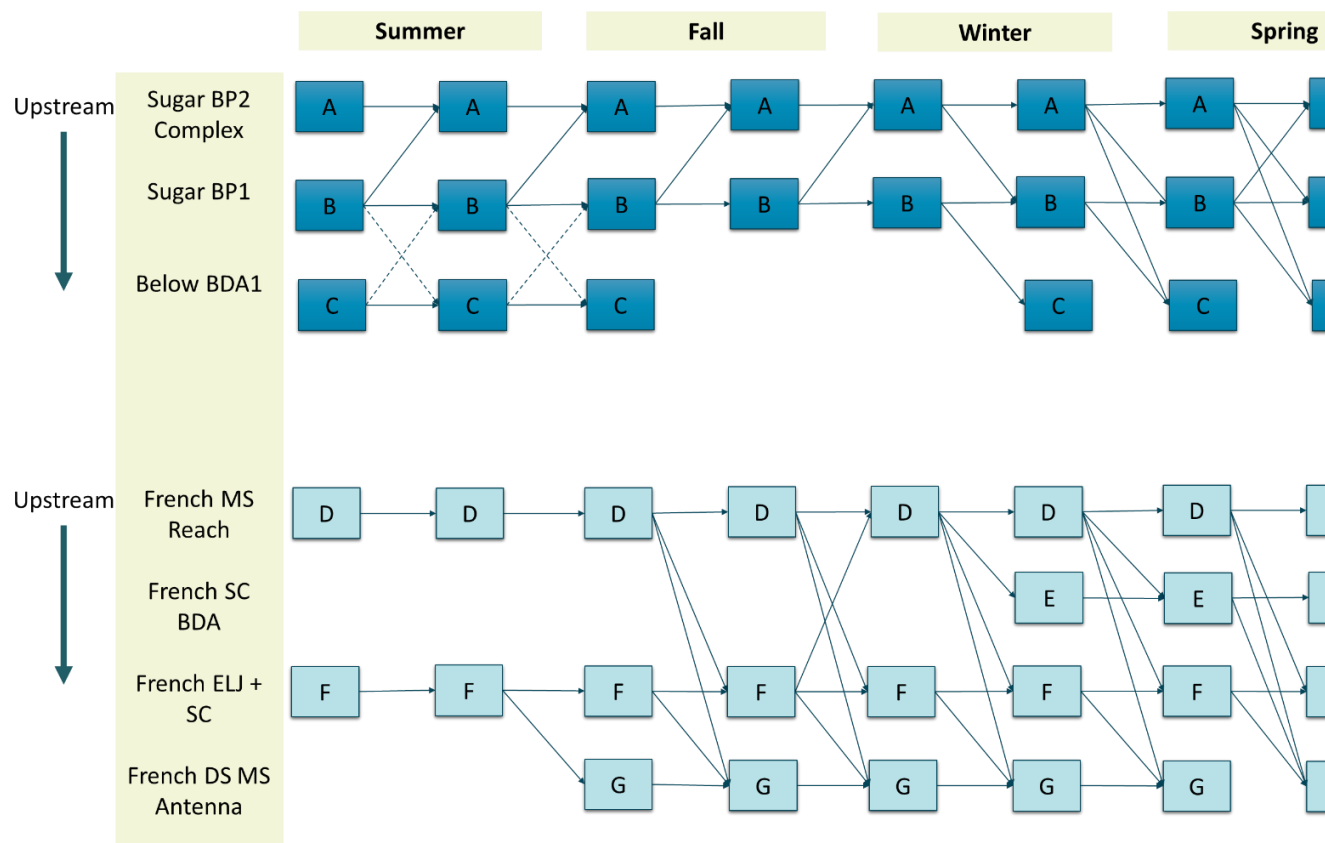 Summer Fall Winter Spring
Upstream
Sugar BP2
Complex
A A A A A A A
Sugar BP1
B B B B B B B
Below BDA1
C C C C C
Upstream
French MS
Reach
D D D D D D D
French SC
BDA
E E
French ELJ +
SC
F F F F F F F
French DS MS
Antenna
G G G G G